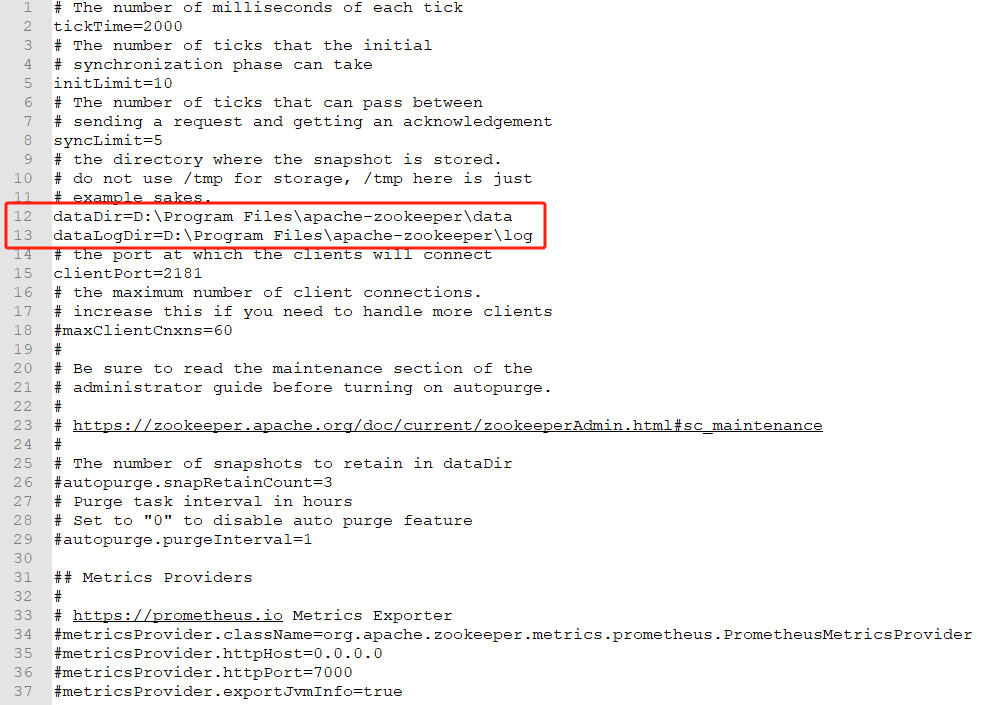 1 # The number of milliseconds of each tick
2 tickTime=2000
3 # The number of ticks that the initial
4 # synchronization phase can take
5 initLimit=10
6 # The number of ticks that can pass between
7 # sending a request and getting an acknowledgement
8 syncLimit=5
9 # the directory where the snapshot is stored.
10 # do not use /tmp for storage, /tmp here is just
11 # example sakes.
12 dataDir=D:\Program Files\apache-zookeeper\data
13 dataLogDir=D:\Program Files\apache-zookeeper\log
14 # the port at which the clients will connect
15 clientPort=2181
16 # the maximum number of client connections.
17 # increase this if you need to handle more clients
18 #maxClientCnxns=60
19 #
20 # Be sure to read the maintenance section of the
21 # administrator guide before turning on autopurge.
22 #
23 # https://zookeeper.apache.org/doc/current/zookeeperAdmin.html#sc_maintenance
24 #
25 # The number of snapshots to retain in dataDir
26 #autopurge.snapRetainCount=3
27 # Purge task interval in hours
28 # Set to "0" to disable auto purge feature
29 #autopurge.purgeInterval=1
30
31 ## Metrics Providers
32 #
33 # https://prometheus.io Metrics Exporter
34 #metricsProvider.className=org.apache.zookeeper.metrics.prometheus.PrometheusMetricsProvider
35 #metricsProvider.httpHost=0.0.0.0
36 #metricsProvider.httpPort=7000
37 #metricsProvider.exportJvmInfo=true